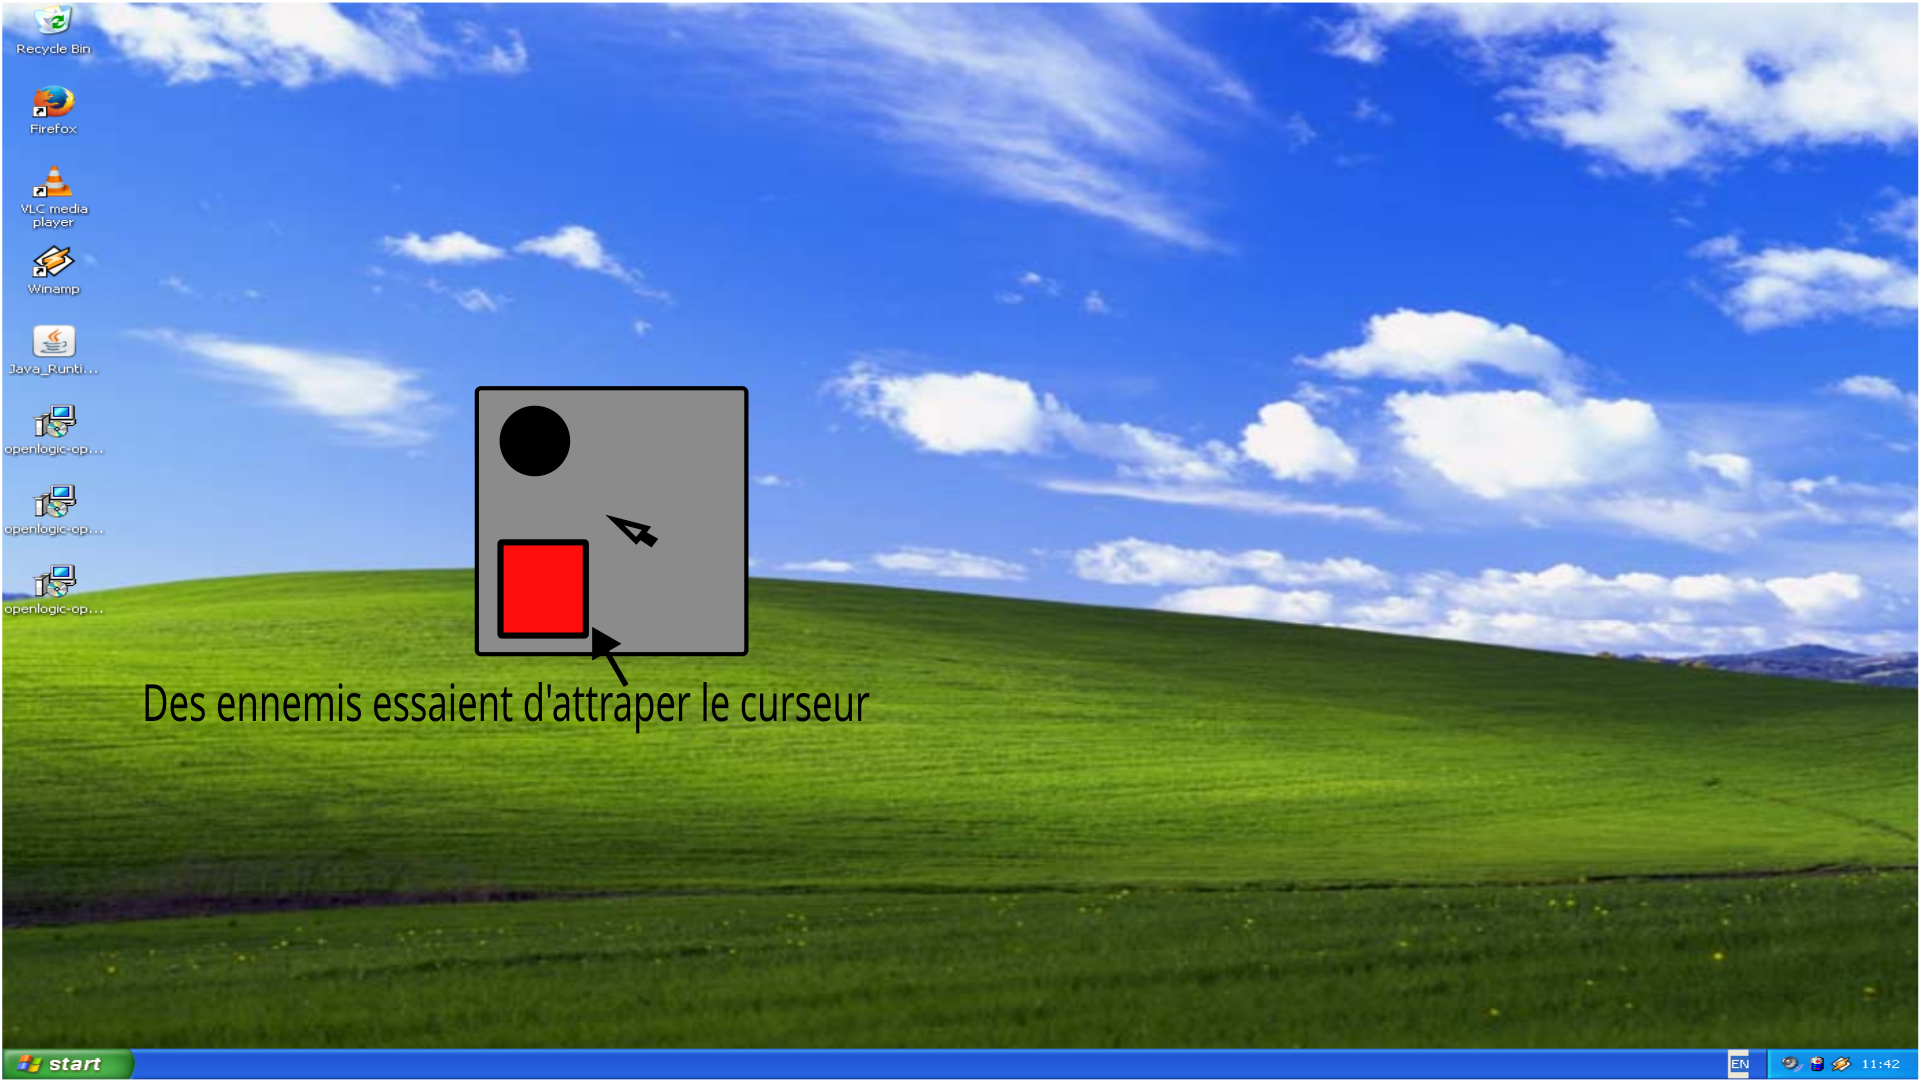 Recycle Bin
Firefox
VLC media
player
Winamp
Java_Runti...
openlogic-op...
openlogic-op...
openlogic-op...
Des ennemis essaient d'attraper le curseur
start
EN
11:42